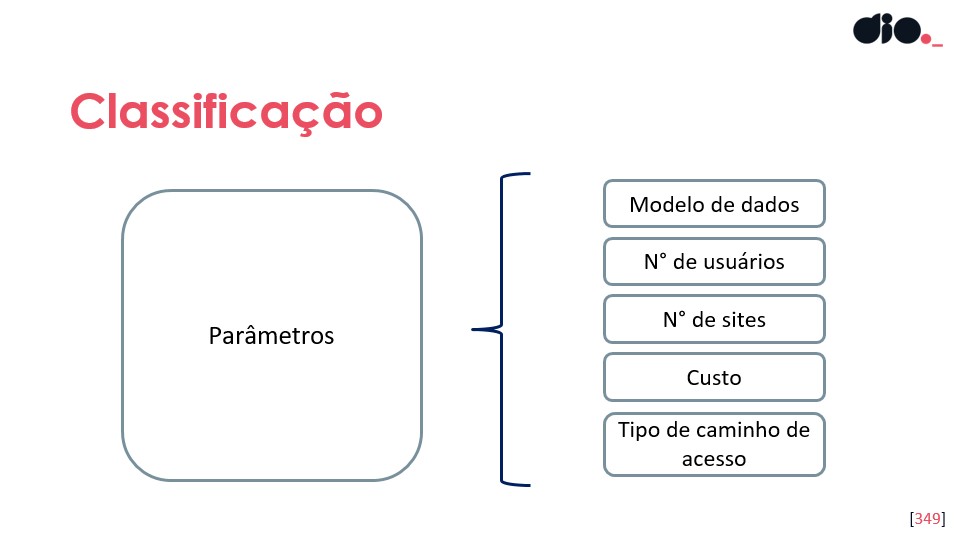 dio._
Classificação
Parâmetros
Modelo de dados
N° de usuários
N° de sites
Custo
Tipo de caminho de
acesso
[349]